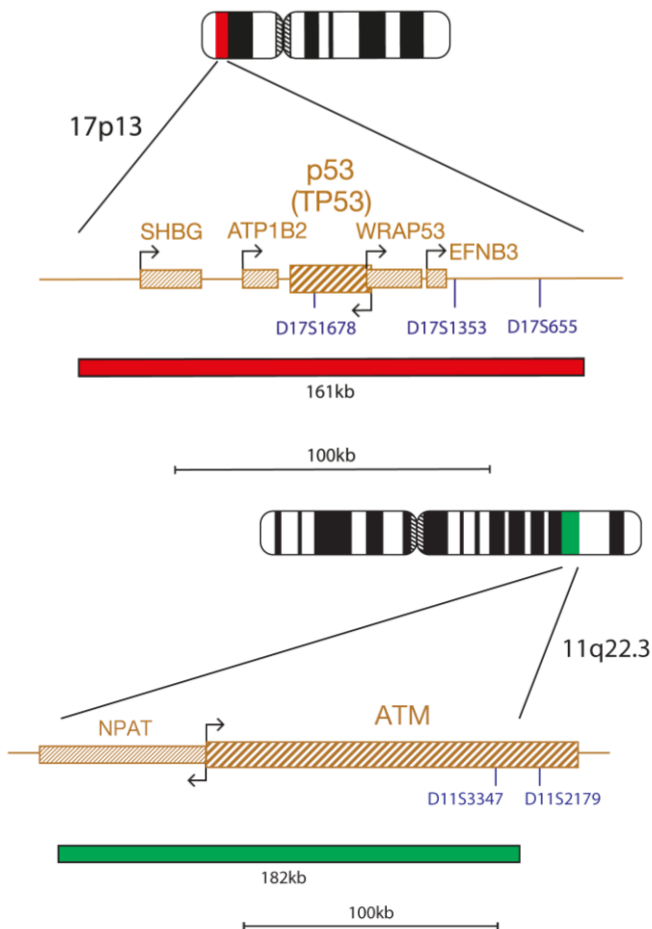 17p13
p53
(TP53)
SHBG
ATP1B2
WRAP53
EFNB3
D17S1678
D17S1353
D17S655
161kb
100kb
11q22.3
NPAT
ATM
D11S3347
D11S2179
182kb
100kb